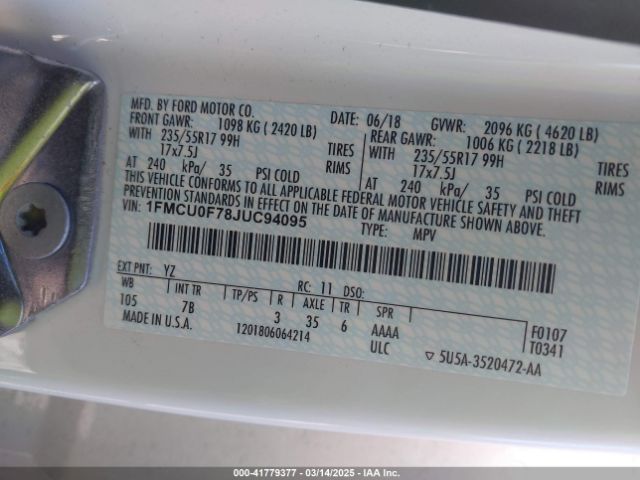 MFD. BY FORD MOTOR CO.
DATE: 06/18 GVWR: 2096 KG ( 4620 LB)
FRONT GAWR: 1098 KG ( 2420 LB) REAR GAWR: 1006 KG ( 2218 LB)
WITH 235/55R17 99H TIRES WITH 235/55R17 99H TIRES
17x7.5J RIMS 17x7.5J RIMS
AT 240 kPa/ 35 PSI COLD AT 240 kPa/ 35 PSI COLD
THIS VEHICLE CONFORMS TO ALL APPLICABLE FEDERAL MOTOR VEHICLE SAFETY AND THEFT
PREVENTION STANDARDS IN EFFECT ON THE DATE OF MANUFACTURE SHOWN ABOVE.
VIN: 1FMCU0F78JUC94095
TYPE: MPV
EXT PNT: YZ RC: 11 DSO:
WB INT TR TP/PS R AXLE TR SPR
105 7B 3 35 6 AAAA F0107
MADE IN U.S.A. 1201806064214 ULC T0341
5U5A-3520472-AA
000-41779377 | 03/14/2025 | IAA Inc.